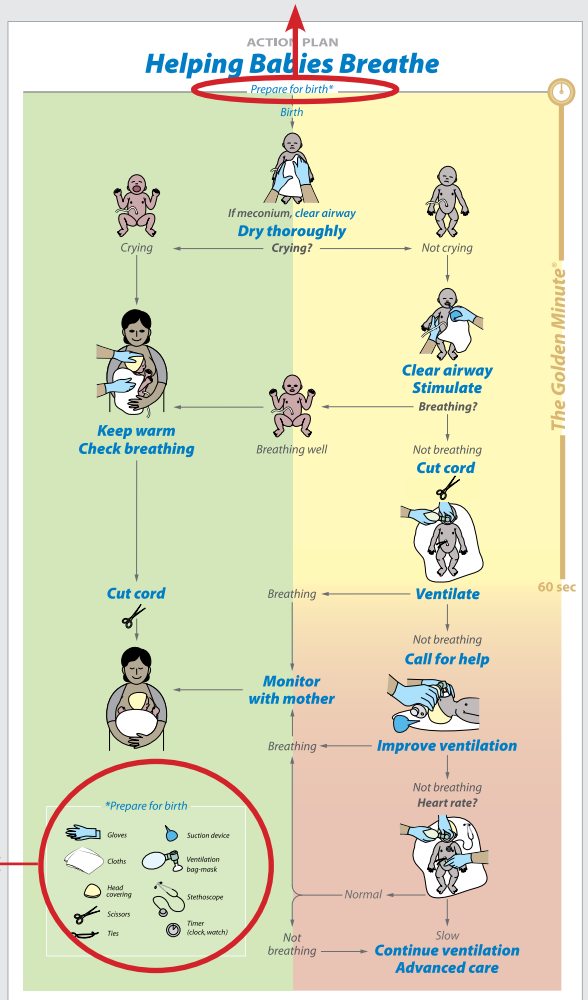 ACTION PLAN
Helping Babies Breathe
Prepare for birth*
Birth
If meconium, clear airway
Dry thoroughly
Crying
Crying?
Not crying
The Golden Minute®
Clear airway
Stimulate
Breathing?
Keep warm
Check breathing
Breathing well
Not breathing
Cut cord
Cut cord
Breathing
Ventilate
60 sec
Not breathing
Call for help
Monitor
with mother
Breathing
Improve ventilation
Not breathing
Heart rate?
*Prepare for birth
Gloves
Suction device
Cloths
Ventilation
bag-mask
Head
covering
Stethoscope
Scissors
Ties
Timer
(clock, watch)
Normal
Not
breathing
Slow
Continue ventilation
Advanced care